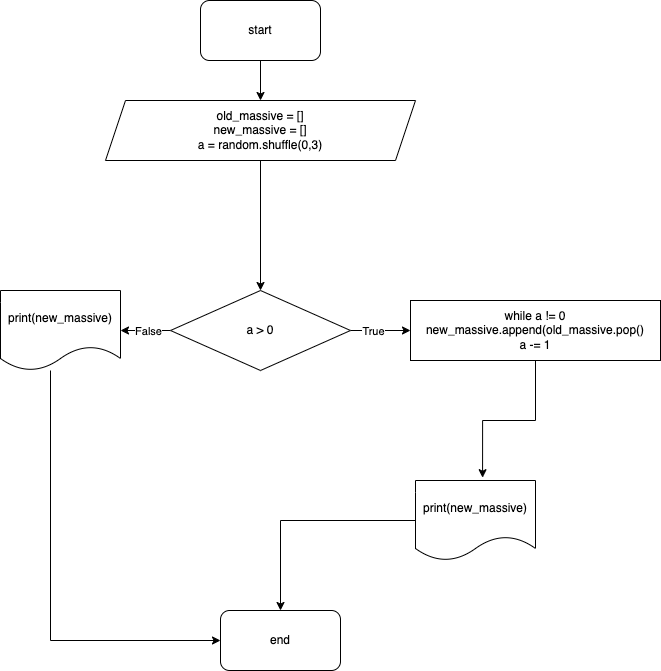 start
old_massive = []
new_massive = []
a = random.shuffle(0,3)
print(new_massive)
False
a > 0
True
while a != 0
new_massive.append(old_massive.pop()
a -= 1
print(new_massive)
end